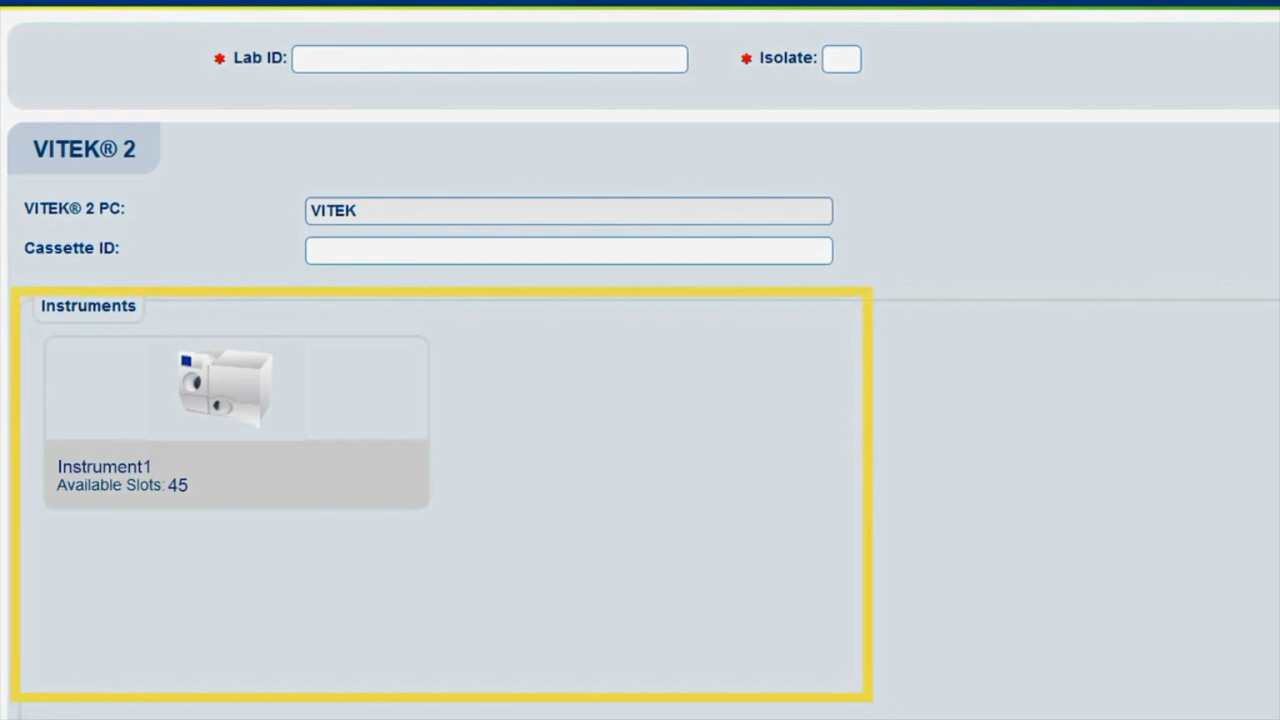 * Lab ID: * Isolate:
VITEK® 2
VITEK® 2 PC: VITEK
Cassette ID:
Instruments
Instrument1
Available Slots: 45